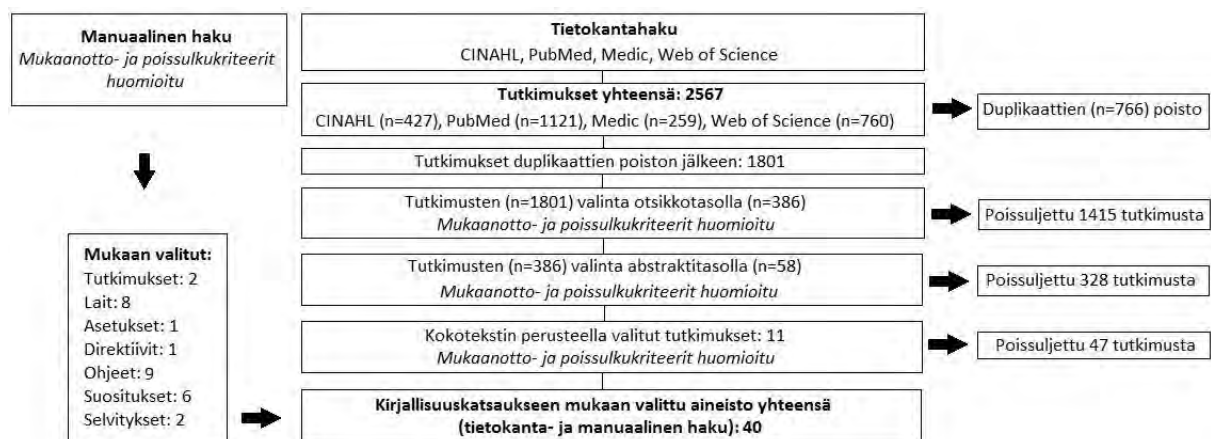 Manuaalinen haku
Mukaanotto- ja poissulkukriteerit
huomioitu
Tietokantahaku
CINAHL, PubMed, Medic, Web of Science
Tutkimukset yhteensä: 2567
CINAHL (n=427), PubMed (n=1121), Medic (n=259), Web of Science (n=760)
Duplikaattien (n=766) poisto
Tutkimukset duplikaattien poiston jälkeen: 1801
Tutkimusten (n=1801) valinta otsikkotasolla (n=386)
Mukaanotto- ja poissulkukriteerit huomioitu
Poissuljettu 1415 tutkimusta
Tutkimusten (n=386) valinta abstraktitasolla (n=58)
Mukaanotto- ja poissulkukriteerit huomioitu
Poissuljettu 328 tutkimusta
Kokotekstin perusteella valitut tutkimukset: 11
Mukaanotto- ja poissulkukriteerit huomioitu
Poissuljettu 47 tutkimusta
Mukaan valitut:
Tutkimukset: 2
Lait: 8
Asetukset: 1
Direktiivit: 1
Ohjeet: 9
Suositukset: 6
Selvitykset: 2
Kirjallisuuskatsaukseen mukaan valittu aineisto yhteensä
(tietokanta- ja manuaalinen haku): 40